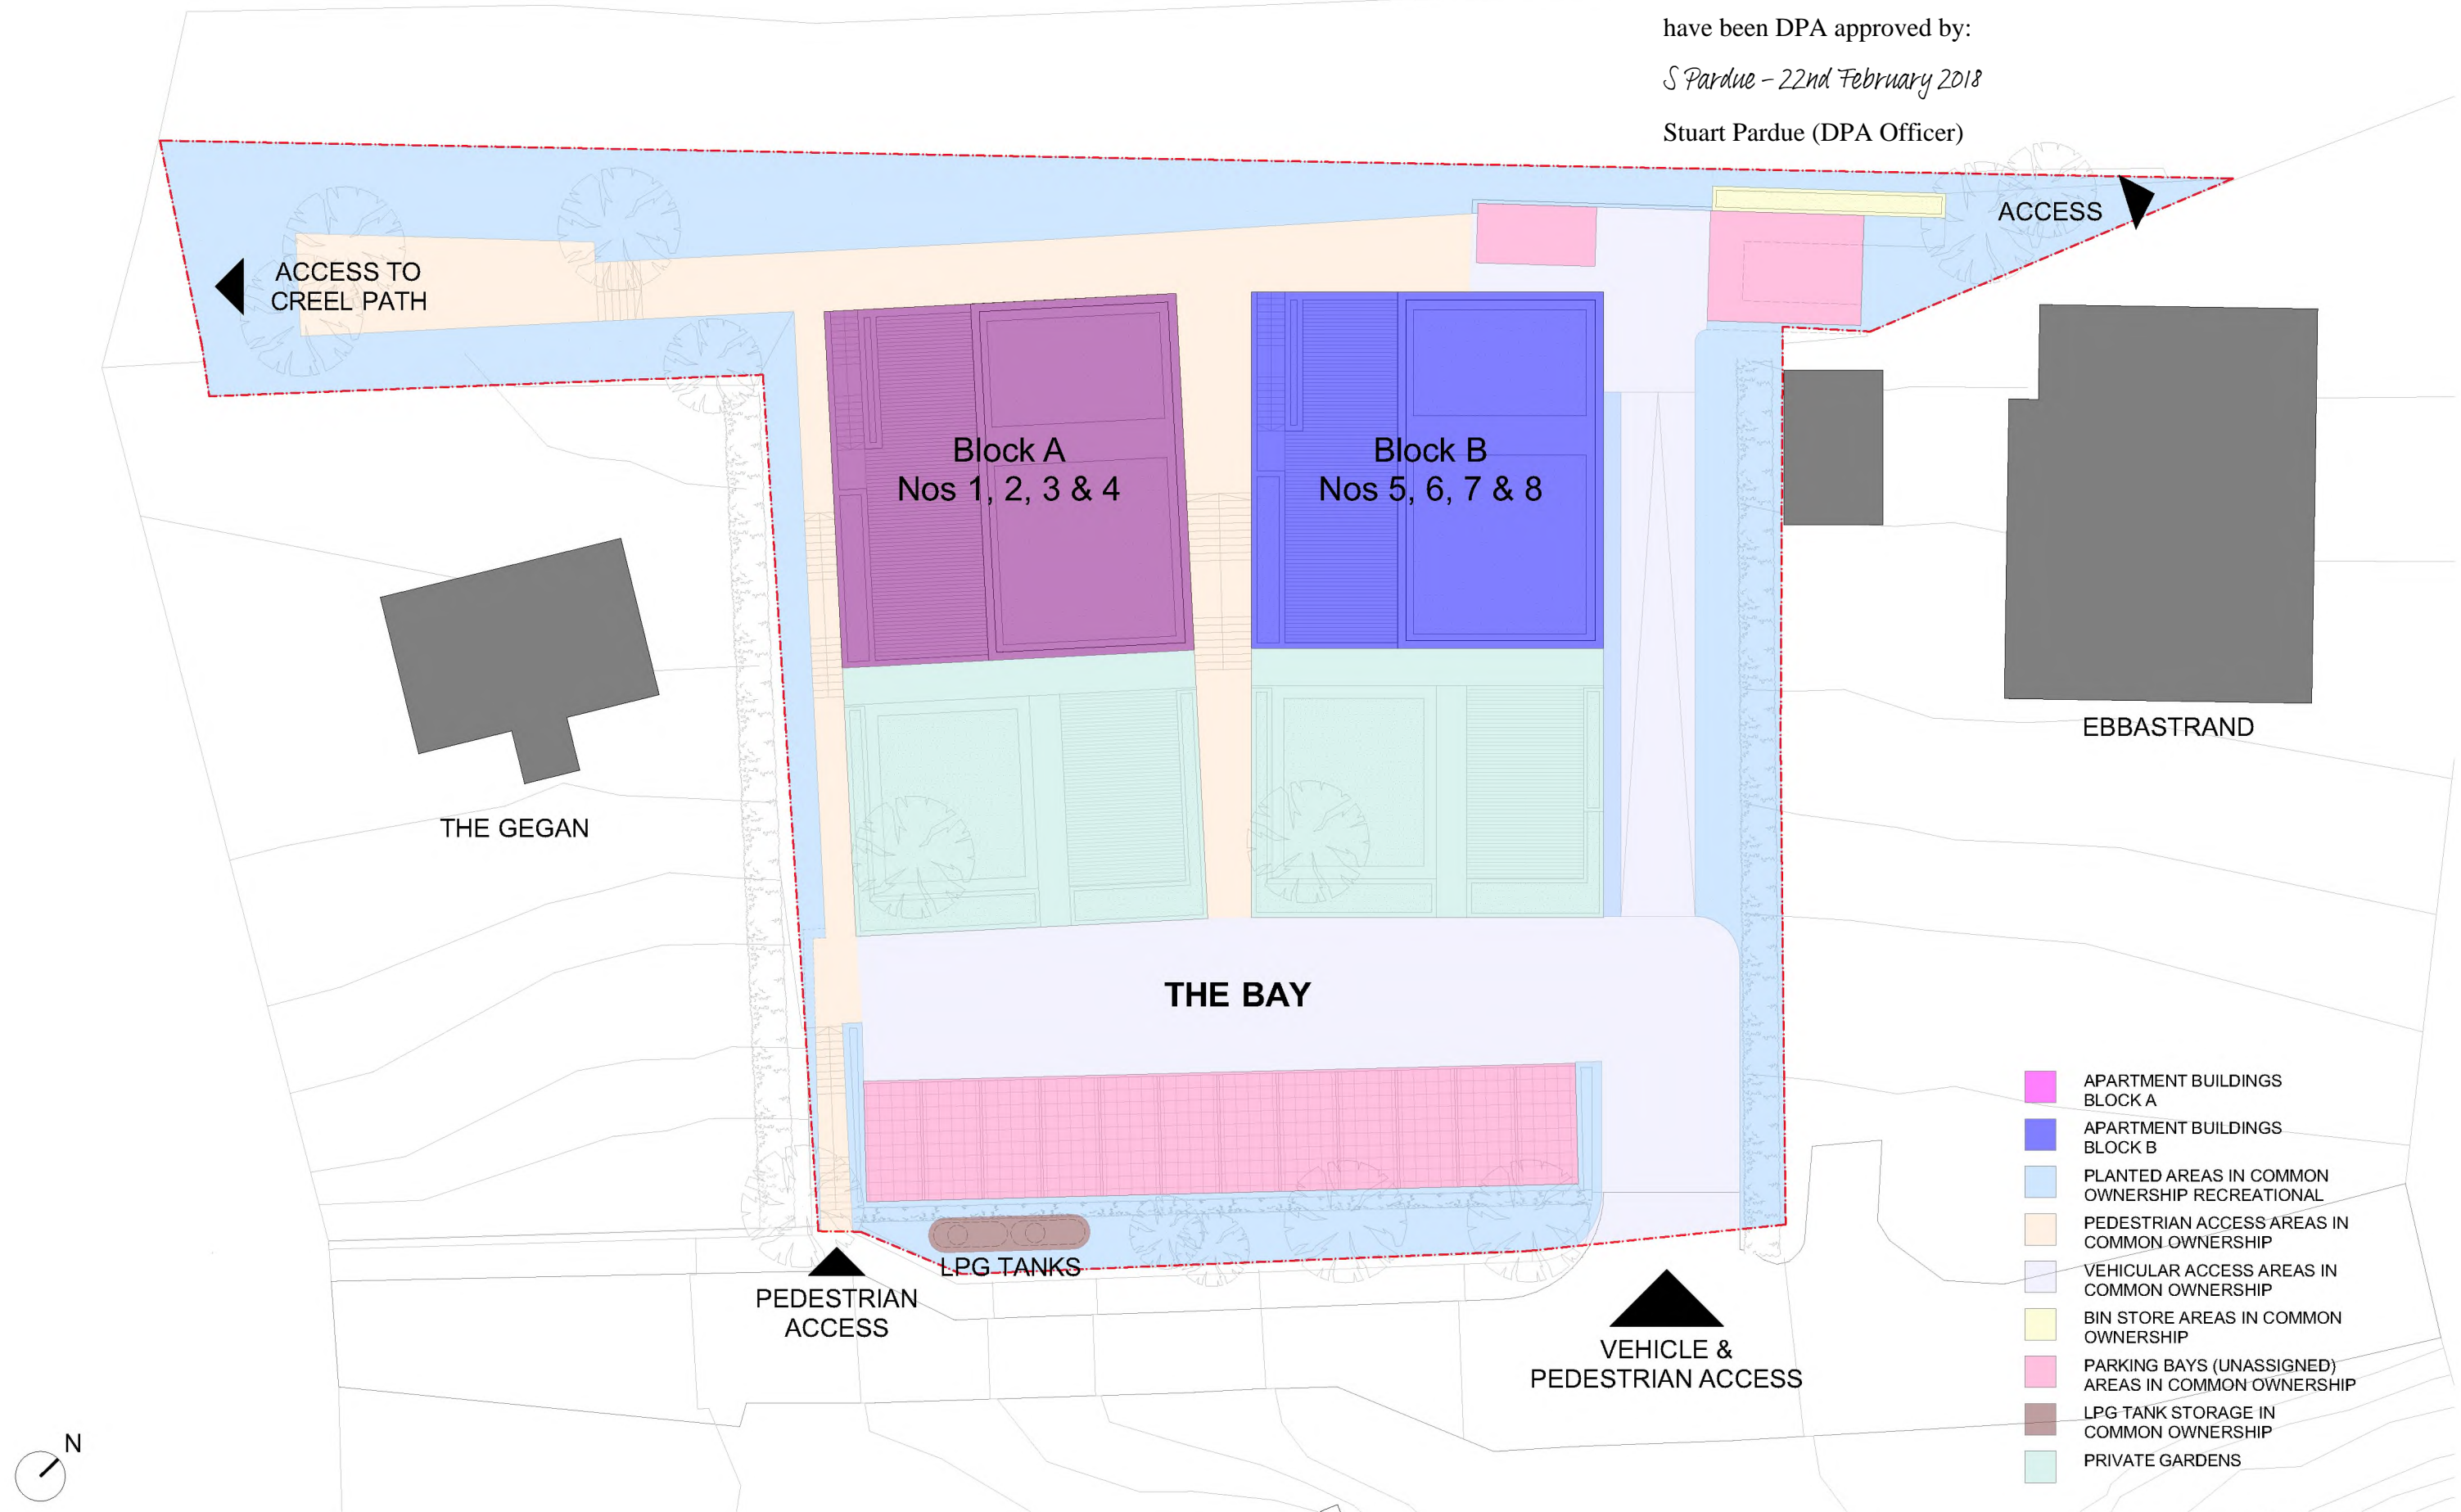 have been DPA approved by:
S Pardue - 22nd February 2018
Stuart Pardue (DPA Officer)
ACCESS
ACCESS TO
CREEL PATH
Block A
Nos 1, 2, 3 & 4
Block B
Nos 5, 6, 7 & 8
EBBASTRAND
THE GEGAN
THE BAY
LPG TANKS
PEDESTRIAN
ACCESS
VEHICLE &
PEDESTRIAN ACCESS
APARTMENT BUILDINGS
BLOCK A
APARTMENT BUILDINGS
BLOCK B
PLANTED AREAS IN COMMON
OWNERSHIP RECREATIONAL
PEDESTRIAN ACCESS AREAS IN
COMMON OWNERSHIP
VEHICULAR ACCESS AREAS IN
COMMON OWNERSHIP
BIN STORE AREAS IN COMMON
OWNERSHIP
PARKING BAYS (UNASSIGNED)
AREAS IN COMMON OWNERSHIP
LPG TANK STORAGE IN
COMMON OWNERSHIP
PRIVATE GARDENS
N